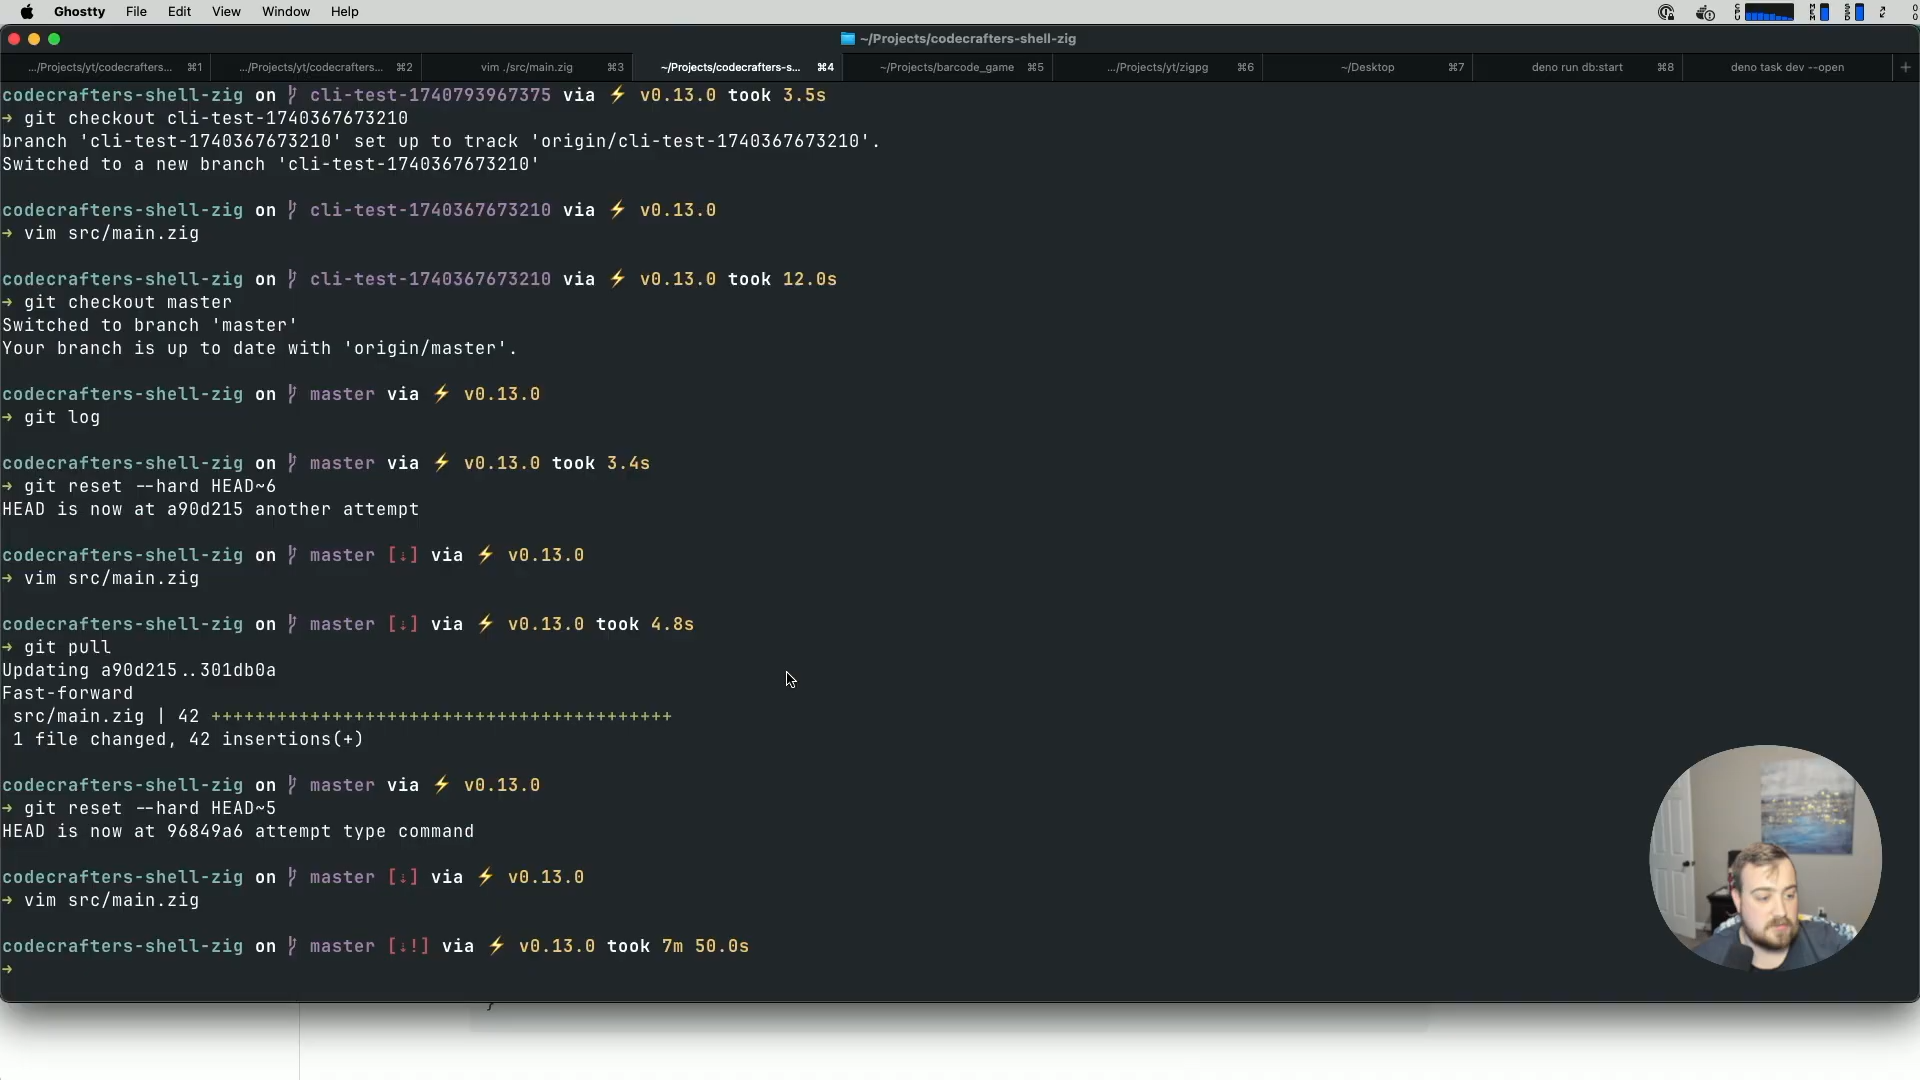 Ghostty File Edit View Window Help
~/Projects/codecrafters-shell-zig
.../Projects/yt/codecrafters... ⌘1 .../Projects/yt/codecrafters... ⌘2 vim ./src/main.zig ⌘3 ~/Projects/codecrafters-s... ⌘4 ~/Projects/barcode_game ⌘5 .../Projects/yt/zigpg ⌘6 ~/Desktop ⌘7 deno run db:start ⌘8 deno task dev --open
codecrafters-shell-zig on cli-test-1740793967375 via ⚡ v0.13.0 took 3.5s
→ git checkout cli-test-1740367673210
branch 'cli-test-1740367673210' set up to track 'origin/cli-test-1740367673210'.
Switched to a new branch 'cli-test-1740367673210'
codecrafters-shell-zig on cli-test-1740367673210 via ⚡ v0.13.0
→ vim src/main.zig
codecrafters-shell-zig on cli-test-1740367673210 via ⚡ v0.13.0 took 12.0s
→ git checkout master
Switched to branch 'master'
Your branch is up to date with 'origin/master'.
codecrafters-shell-zig on master via ⚡ v0.13.0
→ git log
codecrafters-shell-zig on master via ⚡ v0.13.0 took 3.4s
→ git reset --hard HEAD~6
HEAD is now at a90d215 another attempt
codecrafters-shell-zig on master [↓] via ⚡ v0.13.0
→ vim src/main.zig
codecrafters-shell-zig on master [↓] via ⚡ v0.13.0 took 4.8s
→ git pull
Updating a90d215..301db0a
Fast-forward
src/main.zig | 42 ++++++++++++++++++++++++++++++++++++++++++
1 file changed, 42 insertions(+)
codecrafters-shell-zig on master via ⚡ v0.13.0
→ git reset --hard HEAD~5
HEAD is now at 96849a6 attempt type command
codecrafters-shell-zig on master [↓] via ⚡ v0.13.0
→ vim src/main.zig
codecrafters-shell-zig on master [↓!] via ⚡ v0.13.0 took 7m 50.0s
→
}